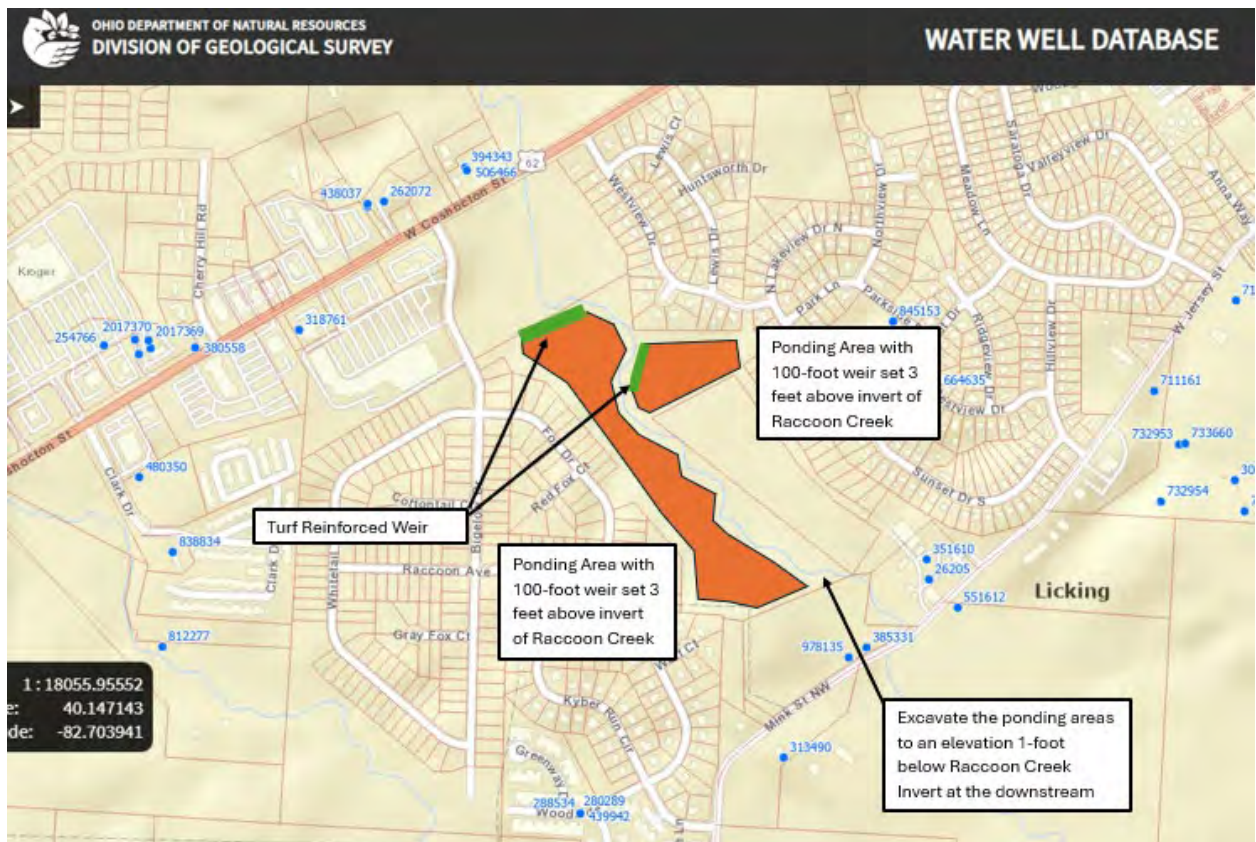 OHIO DEPARTMENT OF NATURAL RESOURCES
DIVISION OF GEOLOGICAL SURVEY
WATER WELL DATABASE
394343
506466
62
438037
262072
W Coshocton St
Cherry Hill Rd
Kroger
254766
2017370
2017369
380558
318761
Lewis Ct
Huntsworth Dr
Westview Dr
Lewis Dr
N Lakeview Dr N
Northview Dr
Park Ln
Meadow Ln
Saratoga Dr
Valleyview Dr
Anna Way
W Jersey St
845153
Ridgeview Dr
Hillview Dr
664635
711161
732953
733660
732954
Sunset Dr S
Ponding Area with
100-foot weir set 3
feet above invert of
Raccoon Creek
480350
Clark Dr
838834
812277
Cottontail
Red Fox Ct
Raccoon Ave
Gray Fox Ct
Turf Reinforced Weir
Ponding Area with
100-foot weir set 3
feet above invert
of Raccoon Creek
351610
26205
551612
Licking
385331
978135
Mink St NW
313490
Kyber Run Cir
Greenway
288534
280289
439942
1 : 18055.95552
40.147143
-82.703941
Excavate the ponding areas
to an elevation 1-foot
below Raccoon Creek
Invert at the downstream